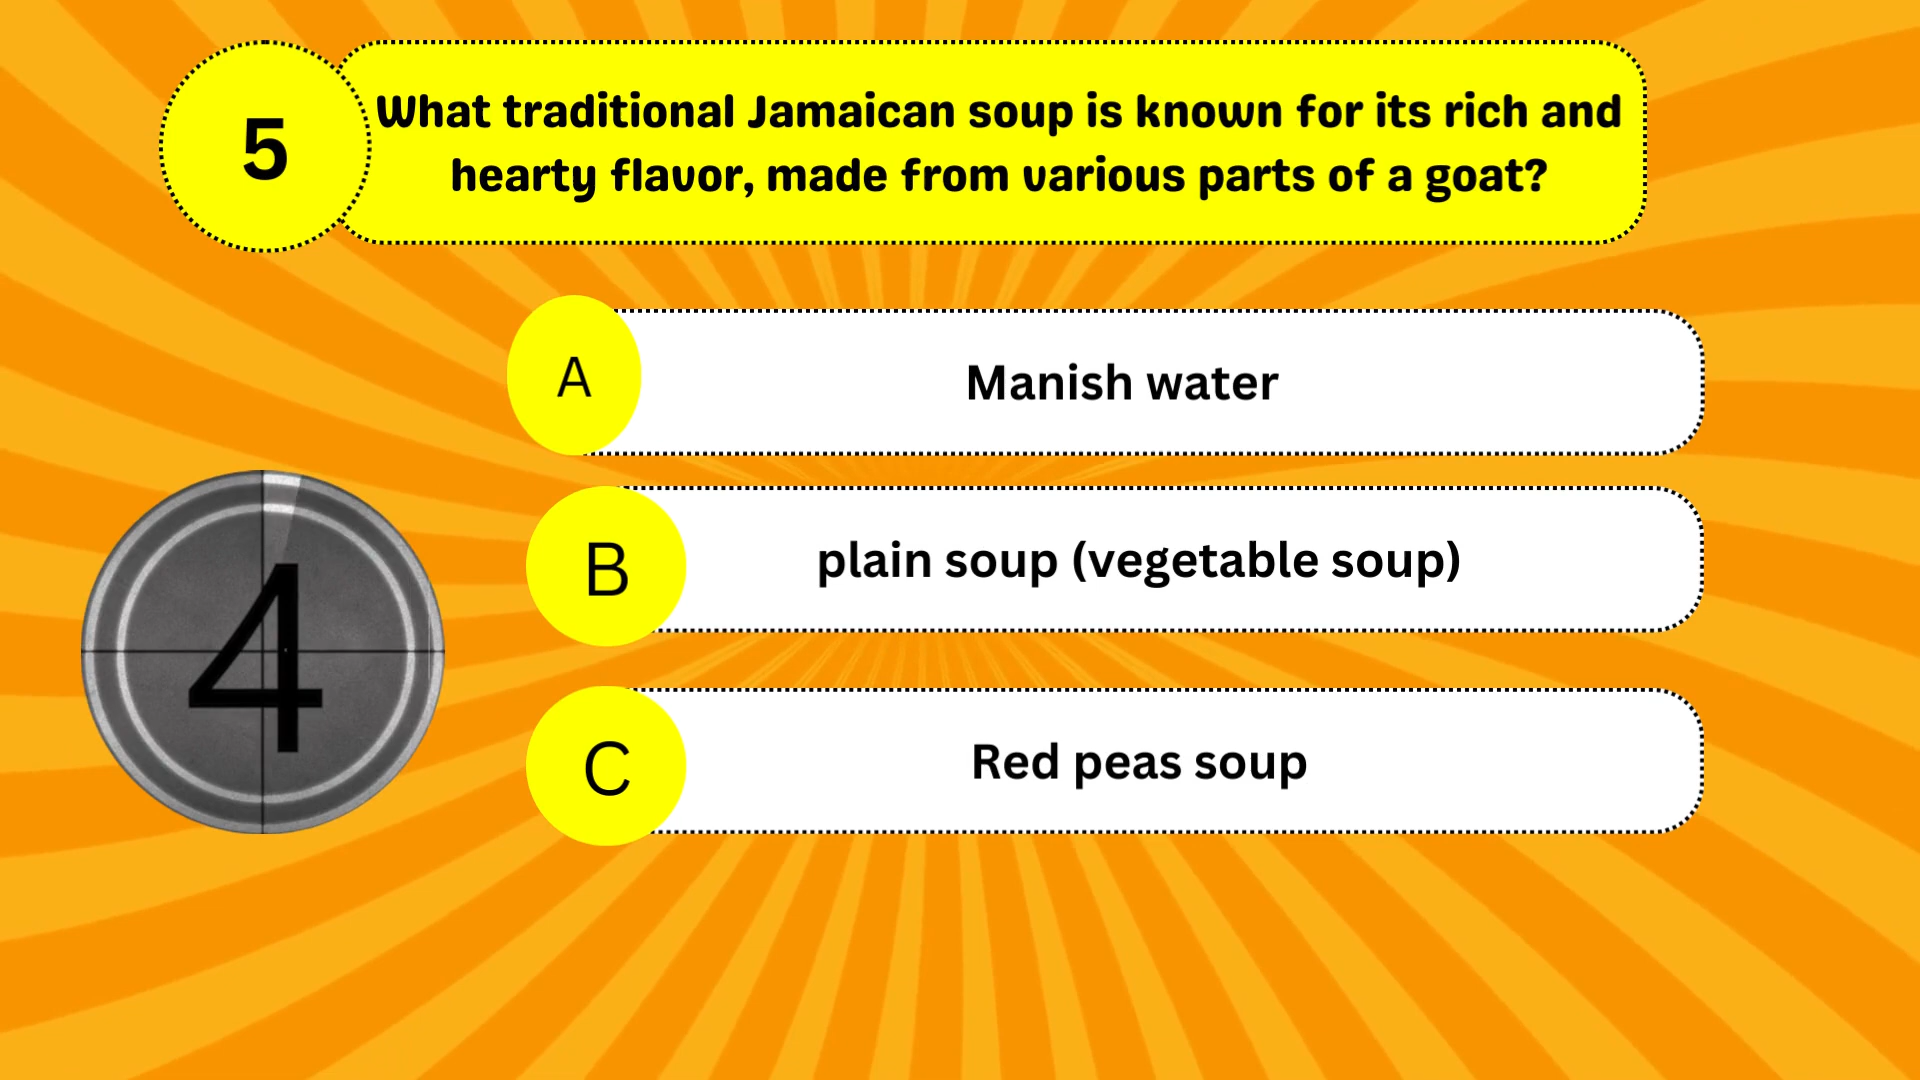 5
What traditional Jamaican soup is known for its rich and
hearty flavor, made from various parts of a goat?
A
Manish water
B
plain soup (vegetable soup)
4
C
Red peas soup